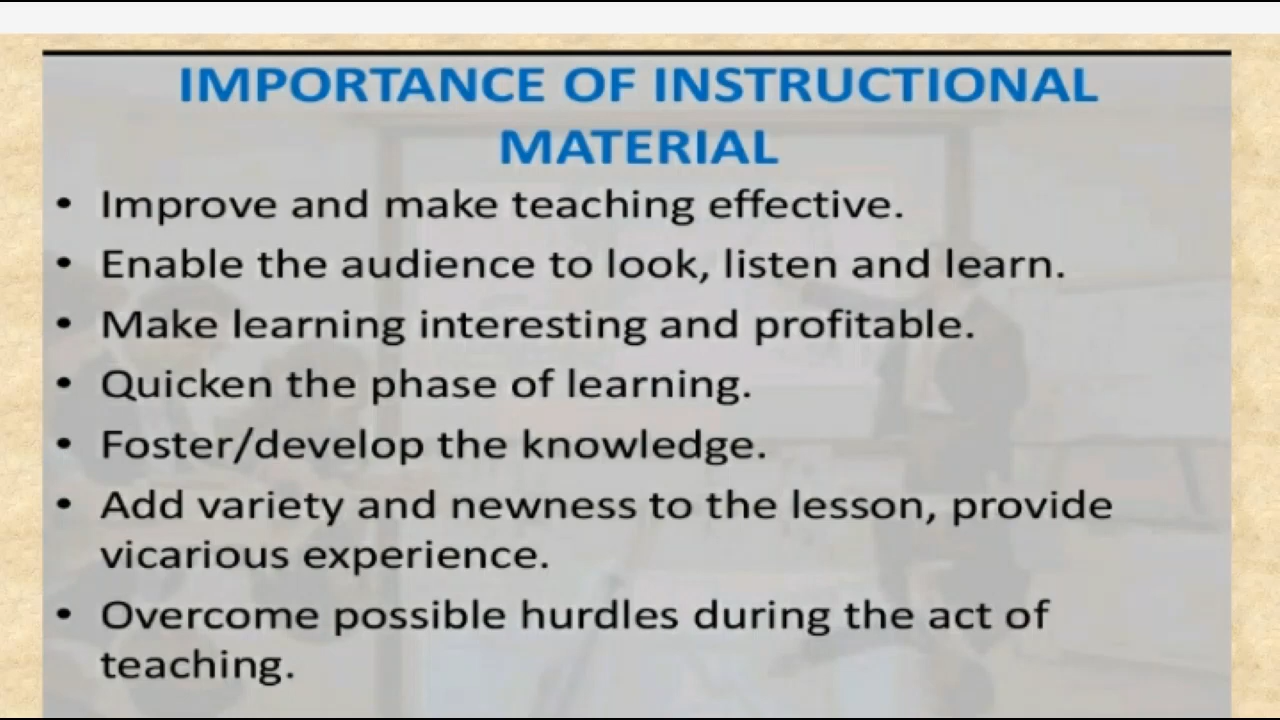 IMPORTANCE OF INSTRUCTIONAL
MATERIAL
• Improve and make teaching effective.
• Enable the audience to look, listen and learn.
• Make learning interesting and profitable.
• Quicken the phase of learning.
• Foster/develop the knowledge.
• Add variety and newness to the lesson, provide
vicarious experience.
• Overcome possible hurdles during the act of
teaching.